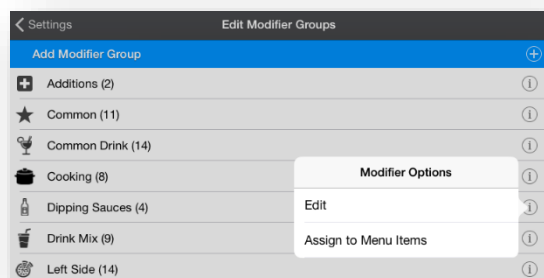 Settings
Edit Modifier Groups
Add Modifier Group
Additions (2)
Common (11)
Common Drink (14)
Cooking (8)
Dipping Sauces (4)
Drink Mix (9)
Left Side (14)
Modifier Options
Edit
Assign to Menu Items